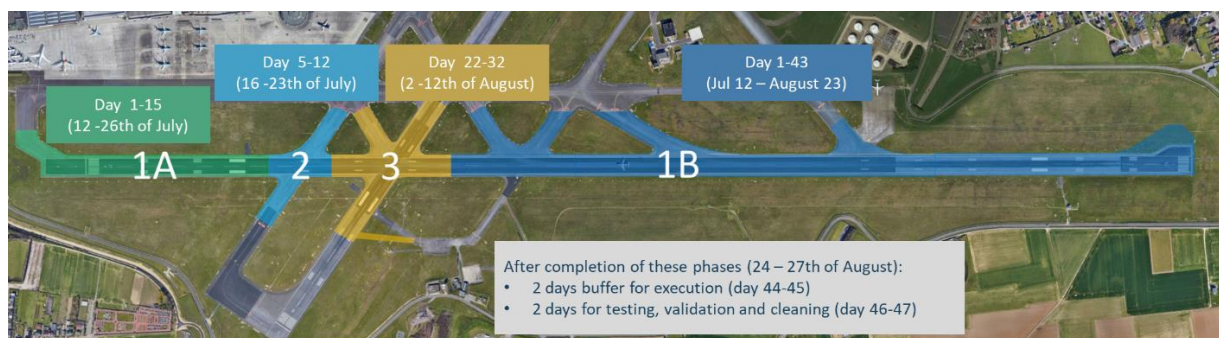 Day 5-12
(16 -23th of July)
Day 22-32
(2 -12th of August)
Day 1-43
(Jul 12 – August 23)
Day 1-15
(12 -26th of July)
1A
2
3
1B
After completion of these phases (24 – 27th of August):
• 2 days buffer for execution (day 44-45)
• 2 days for testing, validation and cleaning (day 46-47)